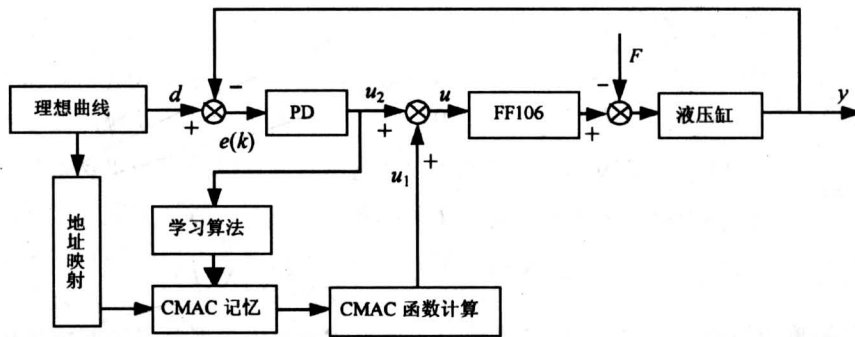 理想曲线
d
+
−
e(k)
PD
u₂
+
u
FF106
+
−
F
液压缸
y
u₁
+
地址映射
学习算法
CMAC 记忆
CMAC 函数计算